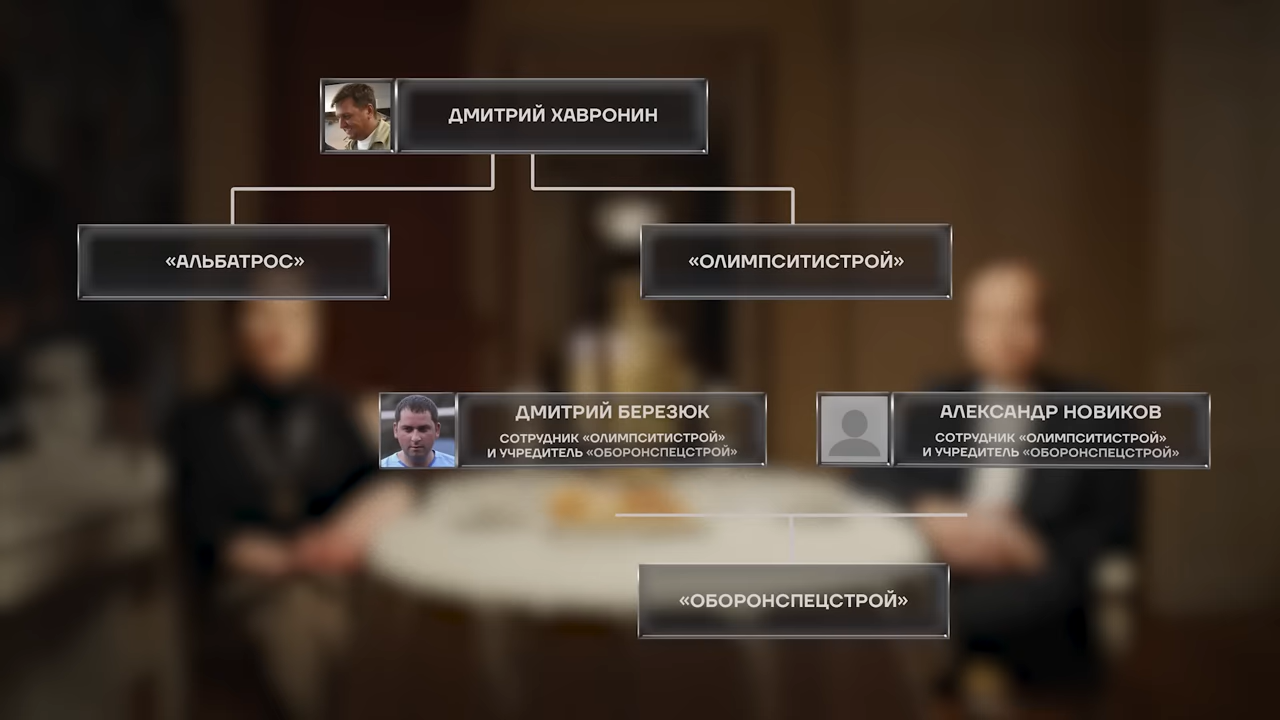 ДМИТРИЙ ХАВРОНИН
«АЛЬБАТРОС»
«ОЛИМПСИТИСТРОЙ»
ДМИТРИЙ БЕРЕЗЮК
СОТРУДНИК «ОЛИМПСИТИСТРОЙ»
И УЧРЕДИТЕЛЬ «ОБОРОНСПЕЦСТРОЙ»
АЛЕКСАНДР НОВИКОВ
СОТРУДНИК «ОЛИМПСИТИСТРОЙ»
И УЧРЕДИТЕЛЬ «ОБОРОНСПЕЦСТРОЙ»
«ОБОРОНСПЕЦСТРОЙ»